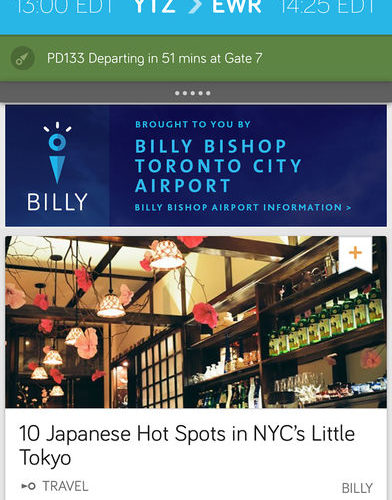 13:00 EDT YTZ > EWR 14:25 EDT
PD133 Departing in 51 mins at Gate 7
BROUGHT TO YOU BY
BILLY BISHOP
TORONTO CITY
AIRPORT
BILLY
BILLY BISHOP AIRPORT INFORMATION >
+
10 Japanese Hot Spots in NYC's Little
Tokyo
TRAVEL
BILLY